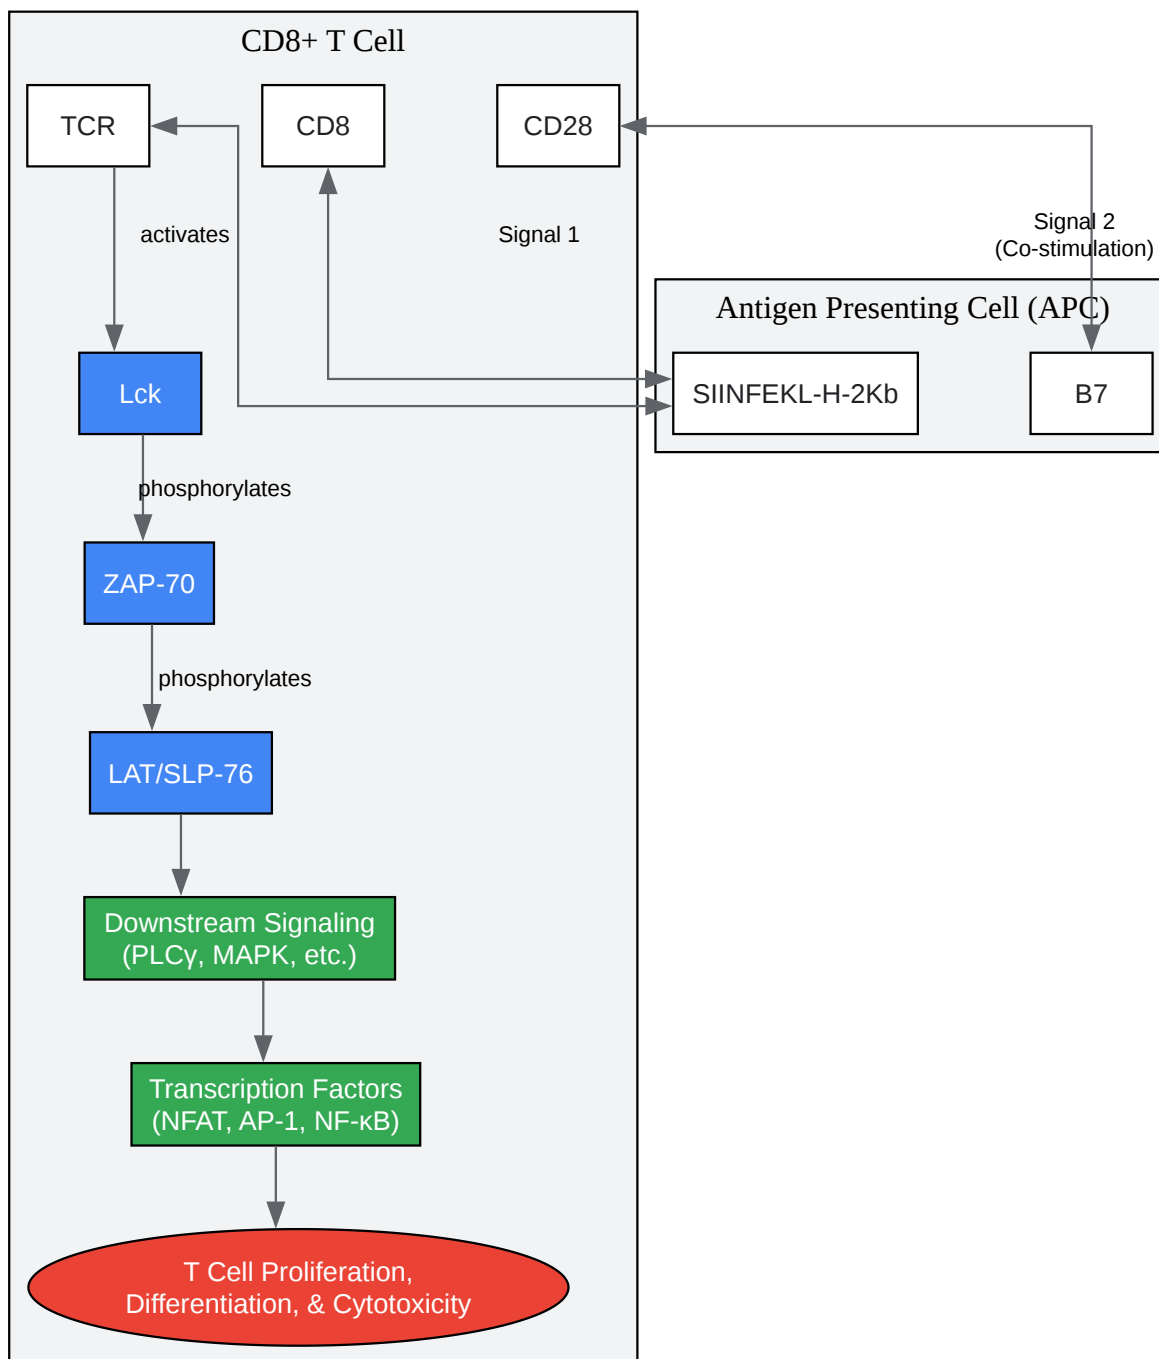 CD8+ T Cell
TCR
CD8
CD28
activates
Signal 1
Signal 2
(Co-stimulation)
Antigen Presenting Cell (APC)
Lck
SIINFEKL-H-2Kb
B7
phosphorylates
ZAP-70
phosphorylates
LAT/SLP-76
Downstream Signaling
(PLCγ, MAPK, etc.)
Transcription Factors
(NFAT, AP-1, NF-κB)
T Cell Proliferation,
Differentiation, & Cytotoxicity